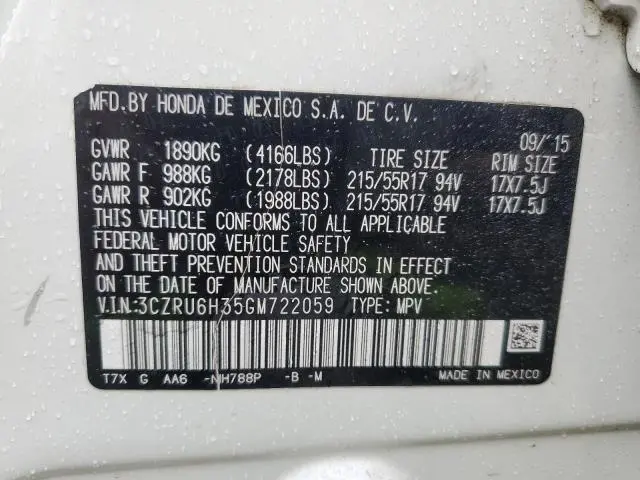 MFD.BY HONDA DE MEXICO S.A. DE C.V.
09/'15
GVWR 1890KG (4166LBS) TIRE SIZE RIM SIZE
GAWR F 988KG (2178LBS) 215/55R17 94V 17X7.5J
GAWR R 902KG (1988LBS) 215/55R17 94V 17X7.5J
THIS VEHICLE CONFORMS TO ALL APPLICABLE
FEDERAL MOTOR VEHICLE SAFETY
AND THEFT PREVENTION STANDARDS IN EFFECT
ON THE DATE OF MANUFACTURE SHOWN ABOVE.
V.I.N:3CZRU6H35GM722059 TYPE: MPV
T7X G AA6 -NH788P -B -M MADE IN MEXICO